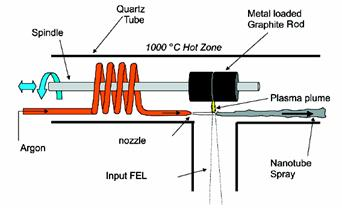 Quartz
Tube
Metal loaded
Graphite Rod
Spindle
1000 °C Hot Zone
Plasma plume
Argon
nozzle
Input FEL
Nanotube
Spray